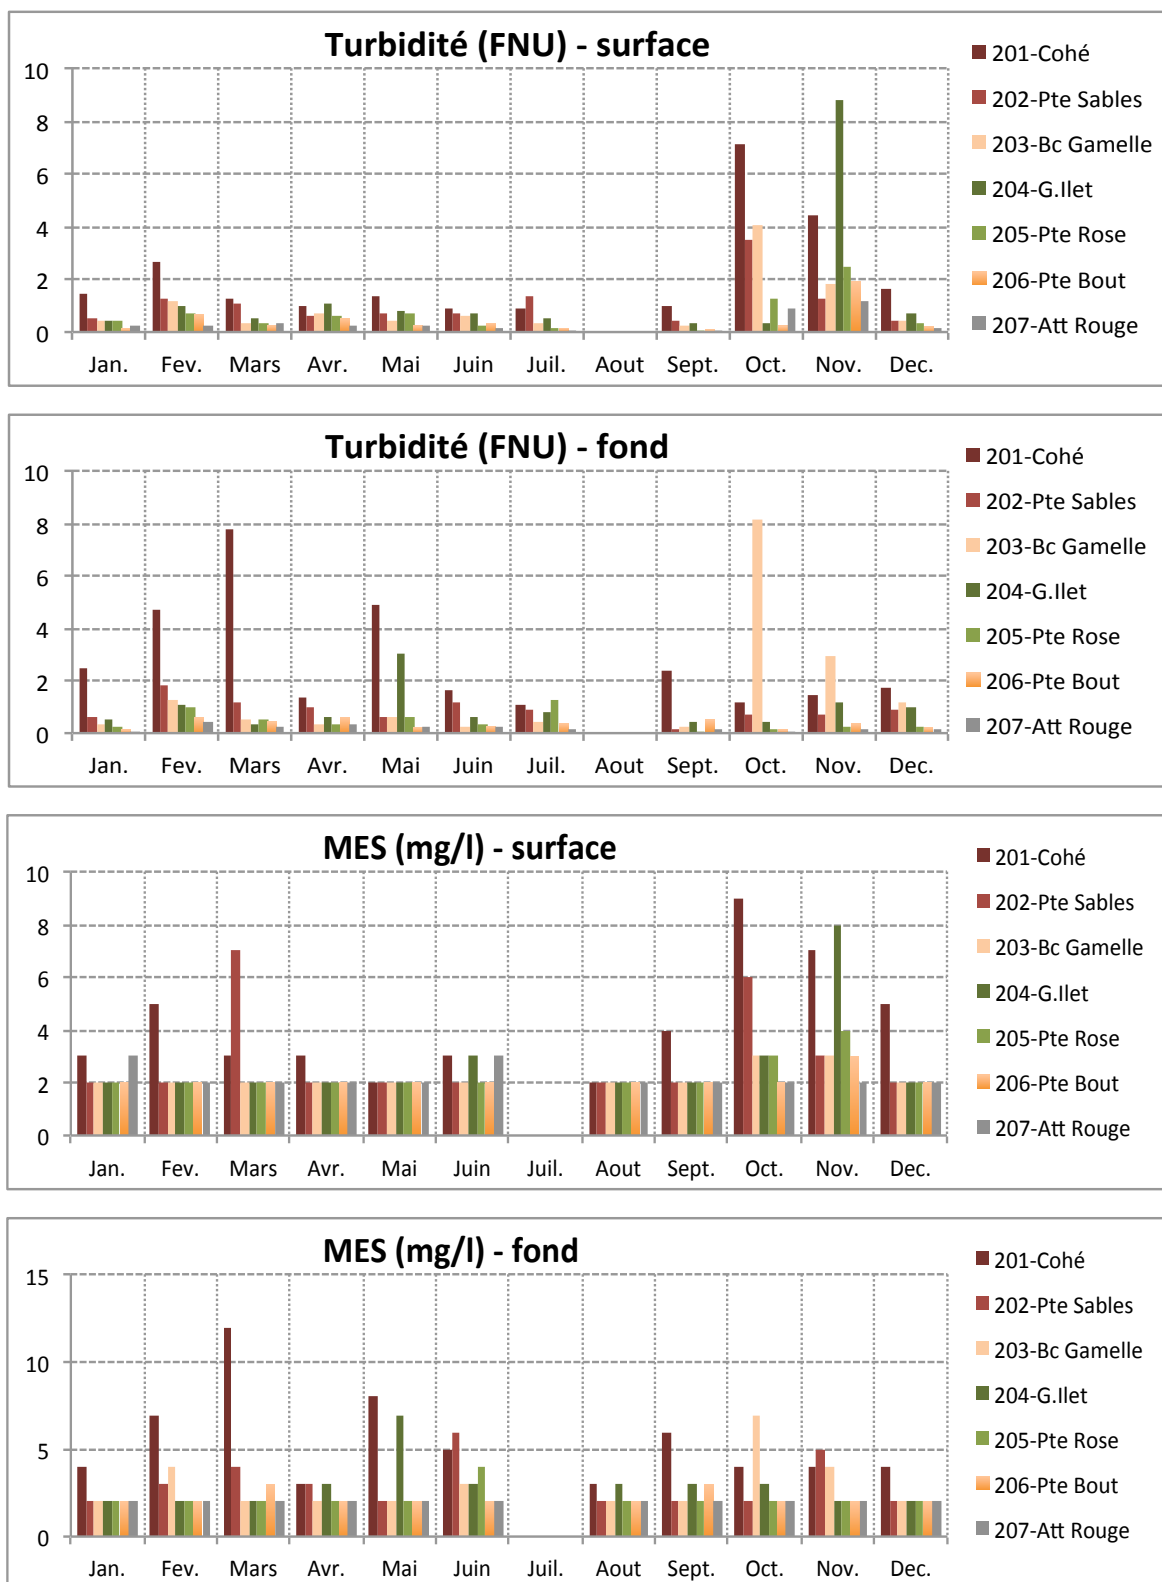 Turbidité (FNU) - surface
10
8
6
4
2
0
Jan. Fev. Mars Avr. Mai Juin Juil. Aout Sept. Oct. Nov. Dec.
201-Cohé
202-Pte Sables
203-Bc Gamelle
204-G.Ilet
205-Pte Rose
206-Pte Bout
207-Att Rouge
Turbidité (FNU) - fond
10
8
6
4
2
0
Jan. Fev. Mars Avr. Mai Juin Juil. Aout Sept. Oct. Nov. Dec.
201-Cohé
202-Pte Sables
203-Bc Gamelle
204-G.Ilet
205-Pte Rose
206-Pte Bout
207-Att Rouge
MES (mg/l) - surface
10
8
6
4
2
0
Jan. Fev. Mars Avr. Mai Juin Juil. Aout Sept. Oct. Nov. Dec.
201-Cohé
202-Pte Sables
203-Bc Gamelle
204-G.Ilet
205-Pte Rose
206-Pte Bout
207-Att Rouge
MES (mg/l) - fond
15
10
5
0
Jan. Fev. Mars Avr. Mai Juin Juil. Aout Sept. Oct. Nov. Dec.
201-Cohé
202-Pte Sables
203-Bc Gamelle
204-G.Ilet
205-Pte Rose
206-Pte Bout
207-Att Rouge